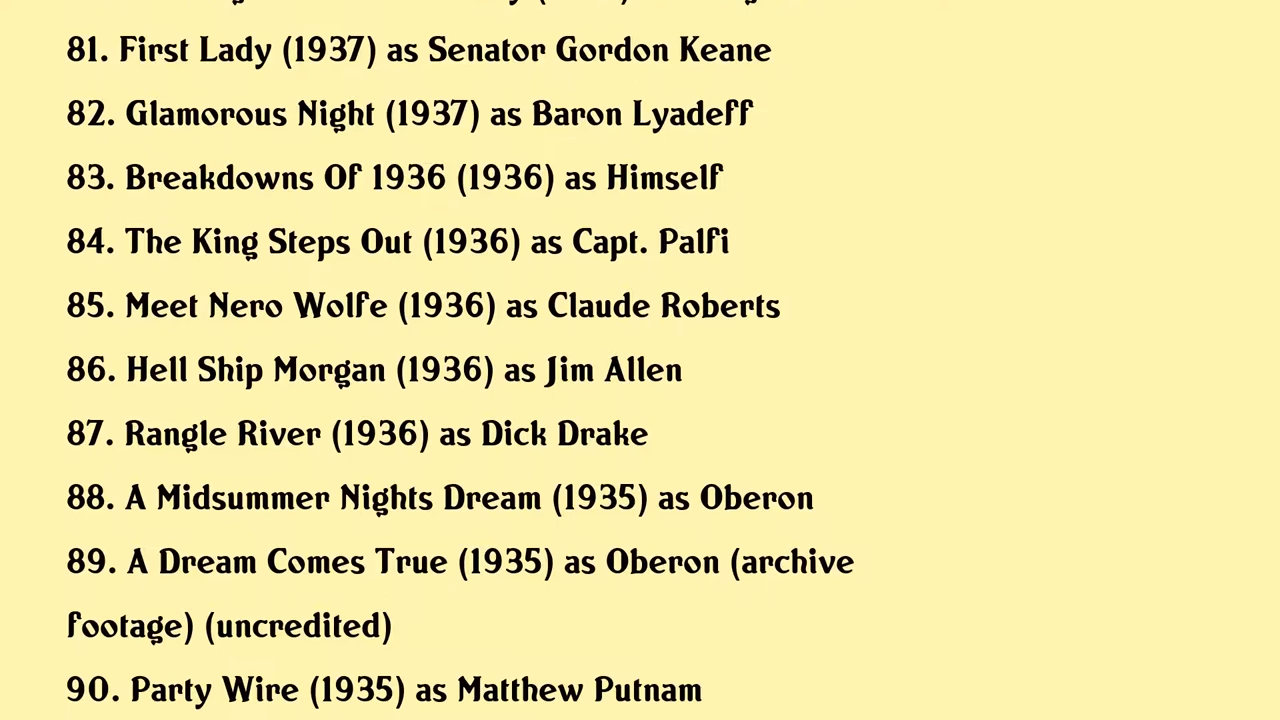 81. First Lady (1937) as Senator Gordon Keane
82. Glamorous Night (1937) as Baron Lyadeff
83. Breakdowns Of 1936 (1936) as Himself
84. The King Steps Out (1936) as Capt. Palfi
85. Meet Nero Wolfe (1936) as Claude Roberts
86. Hell Ship Morgan (1936) as Jim Allen
87. Rangle River (1936) as Dick Drake
88. A Midsummer Nights Dream (1935) as Oberon
89. A Dream Comes True (1935) as Oberon (archive
footage) (uncredited)
90. Party Wire (1935) as Matthew Putnam